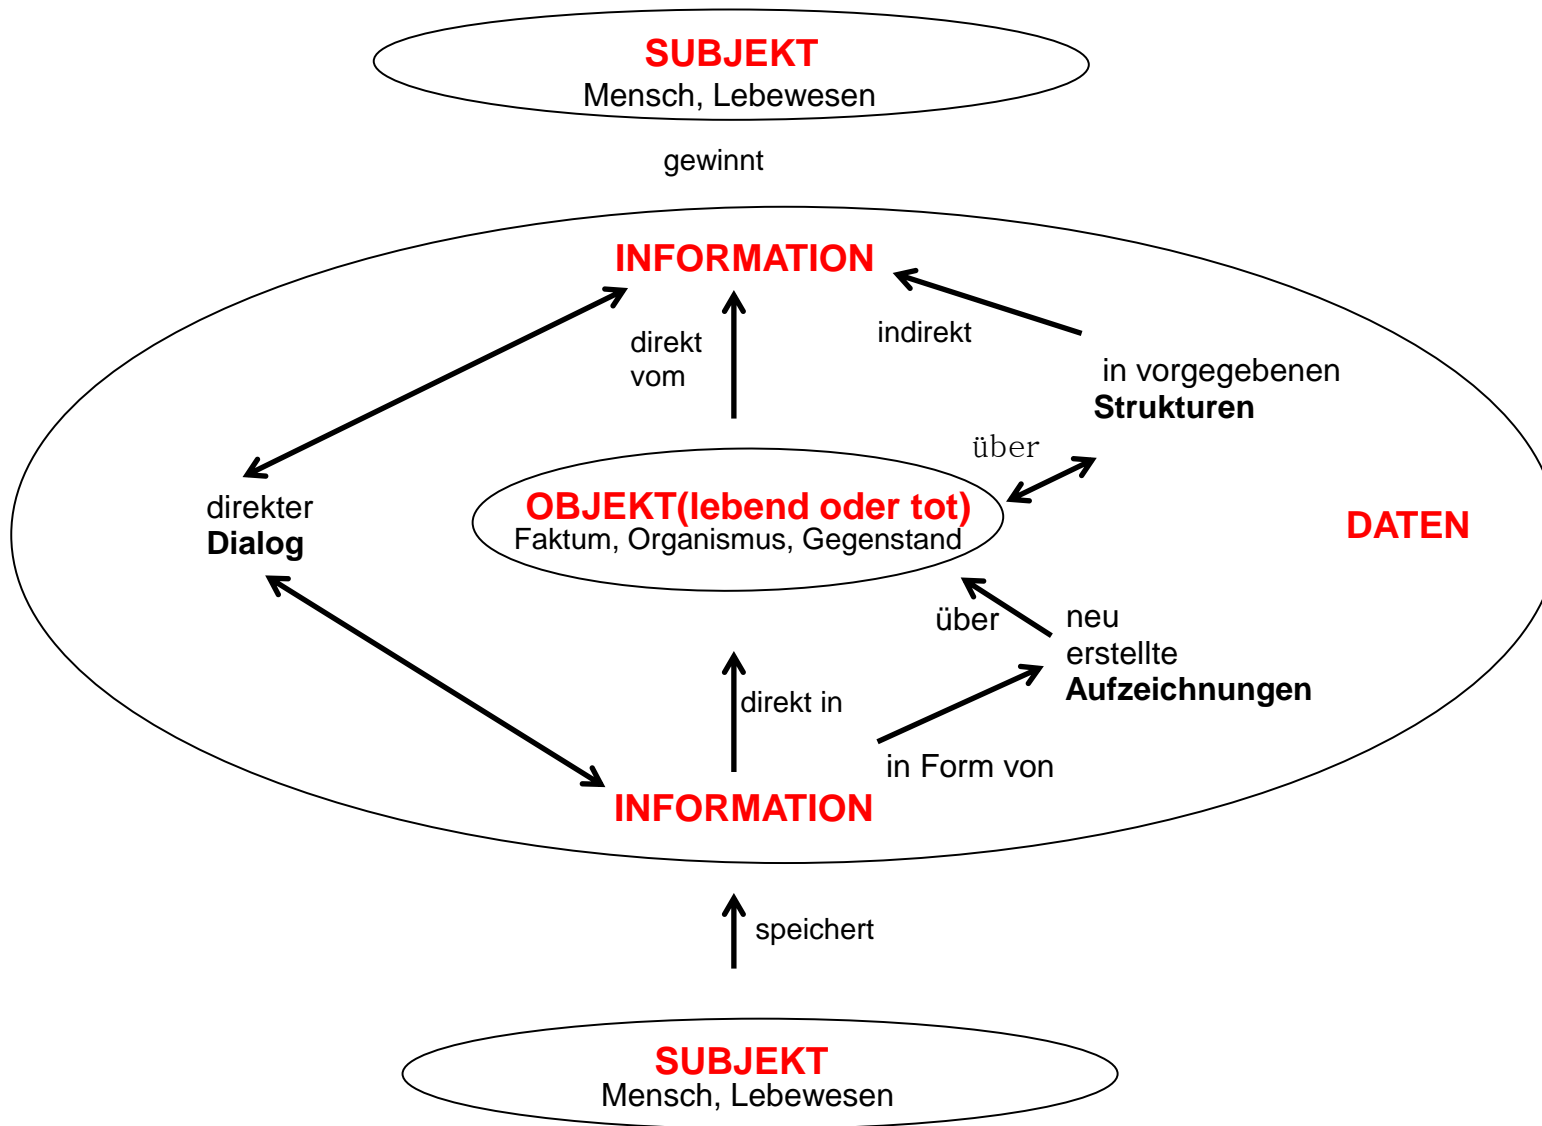 SUBJEKT
Mensch, Lebewesen
gewinnt
INFORMATION
direkt
vom
indirekt
in vorgegebenen
Strukturen
über
direkter
Dialog
OBJEKT(lebend oder tot)
Faktum, Organismus, Gegenstand
DATEN
über
neu
erstellte
Aufzeichnungen
direkt in
in Form von
INFORMATION
speichert
SUBJEKT
Mensch, Lebewesen